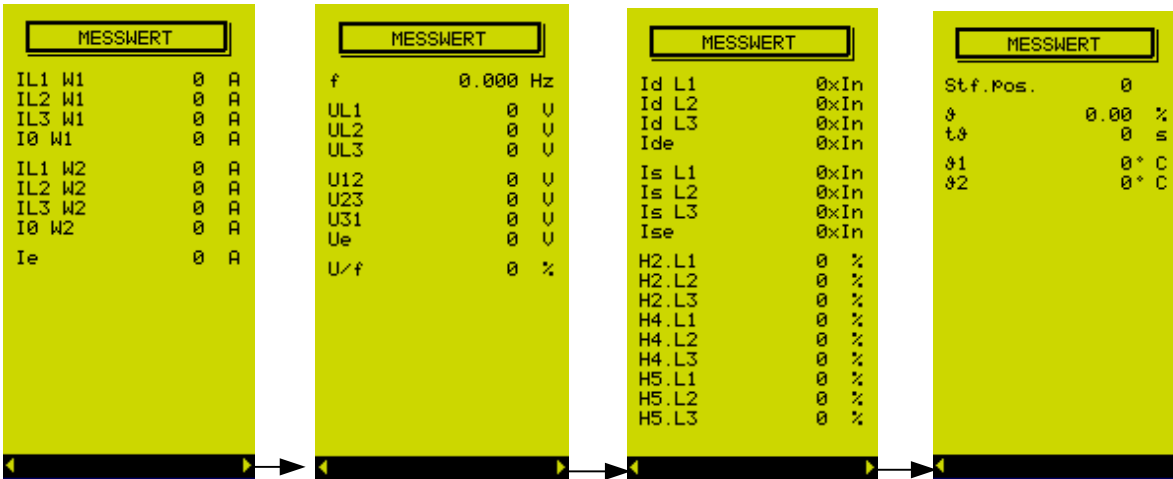 MESSWERT
IL1 W1 0 A
IL2 W1 0 A
IL3 W1 0 A
I0 W1 0 A
IL1 W2 0 A
IL2 W2 0 A
IL3 W2 0 A
I0 W2 0 A
Ie 0 A
MESSWERT
f 0.000 Hz
UL1 0 V
UL2 0 V
UL3 0 V
U12 0 V
U23 0 V
U31 0 V
Ue 0 V
U/f 0 %
MESSWERT
Id L1 0xIn
Id L2 0xIn
Id L3 0xIn
Ide 0xIn
Is L1 0xIn
Is L2 0xIn
Is L3 0xIn
Ise 0xIn
H2.L1 0 %
H2.L2 0 %
H2.L3 0 %
H4.L1 0 %
H4.L2 0 %
H4.L3 0 %
H5.L1 0 %
H5.L2 0 %
H5.L3 0 %
MESSWERT
Stf.pos. 0
ϑ 0.00 %
tϑ 0 s
ϑ1 0° C
ϑ2 0° C